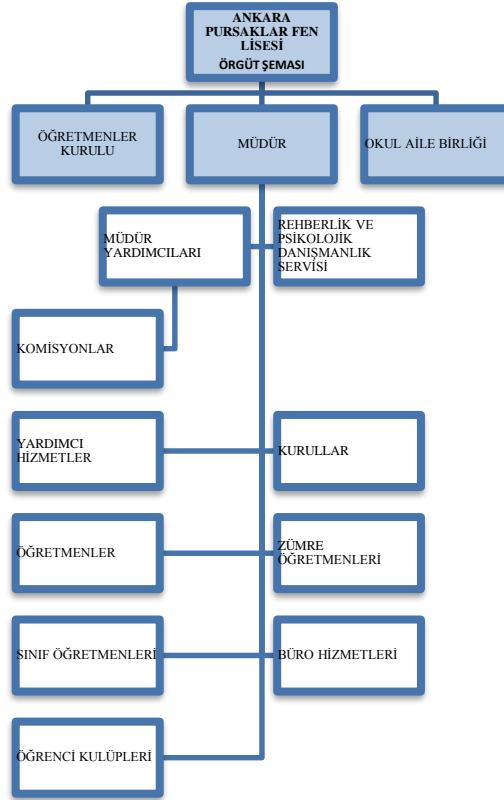 ANKARA
PURSAKLAR FEN
LİSESİ
ÖRGÜT ŞEMASI
ÖĞRETMENLER
KURULU
MÜDÜR
OKUL AİLE BİRLİĞİ
MÜDÜR
YARDIMCILARI
REHBERLİK VE
PSİKOLOJİK
DANIŞMANLIK
SERVİSİ
KOMİSYONLAR
YARDIMCI
HİZMETLER
KURULLAR
ÖĞRETMENLER
ZÜMRE
ÖĞRETMENLERİ
SINIF ÖĞRETMENLERİ
BÜRO HİZMETLERİ
ÖĞRENCİ KULÜPLERİ